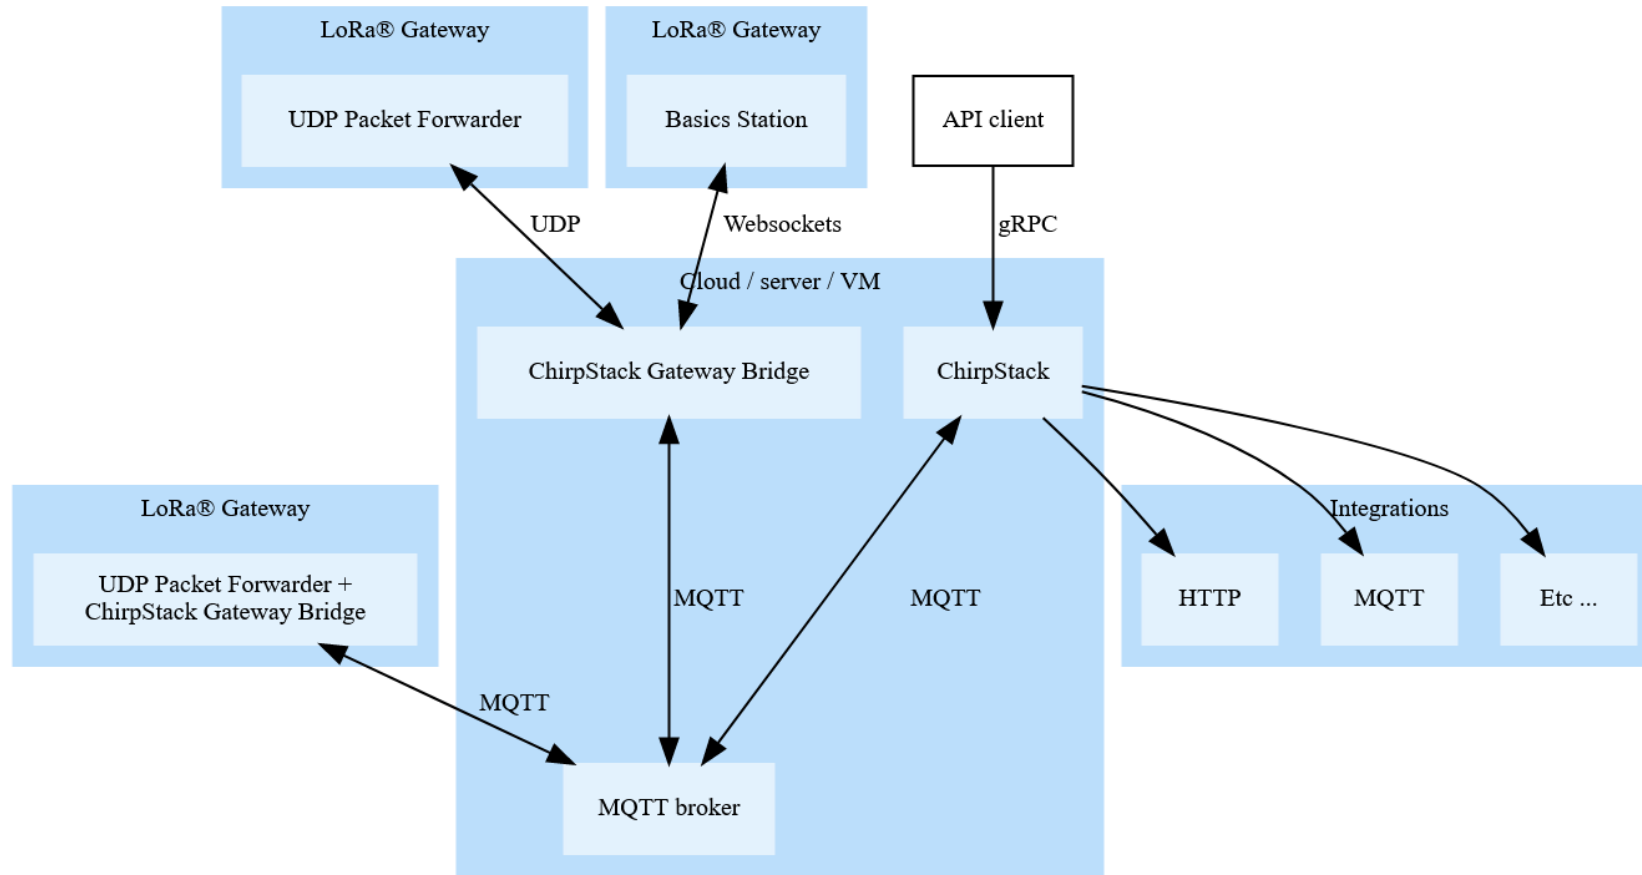 LoRa® Gateway
LoRa® Gateway
UDP Packet Forwarder
Basics Station
API client
UDP
Websockets
gRPC
Cloud / server / VM
ChirpStack Gateway Bridge
ChirpStack
LoRa® Gateway
Integrations
UDP Packet Forwarder +
ChirpStack Gateway Bridge
MQTT
MQTT
HTTP
MQTT
Etc ...
MQTT
MQTT broker